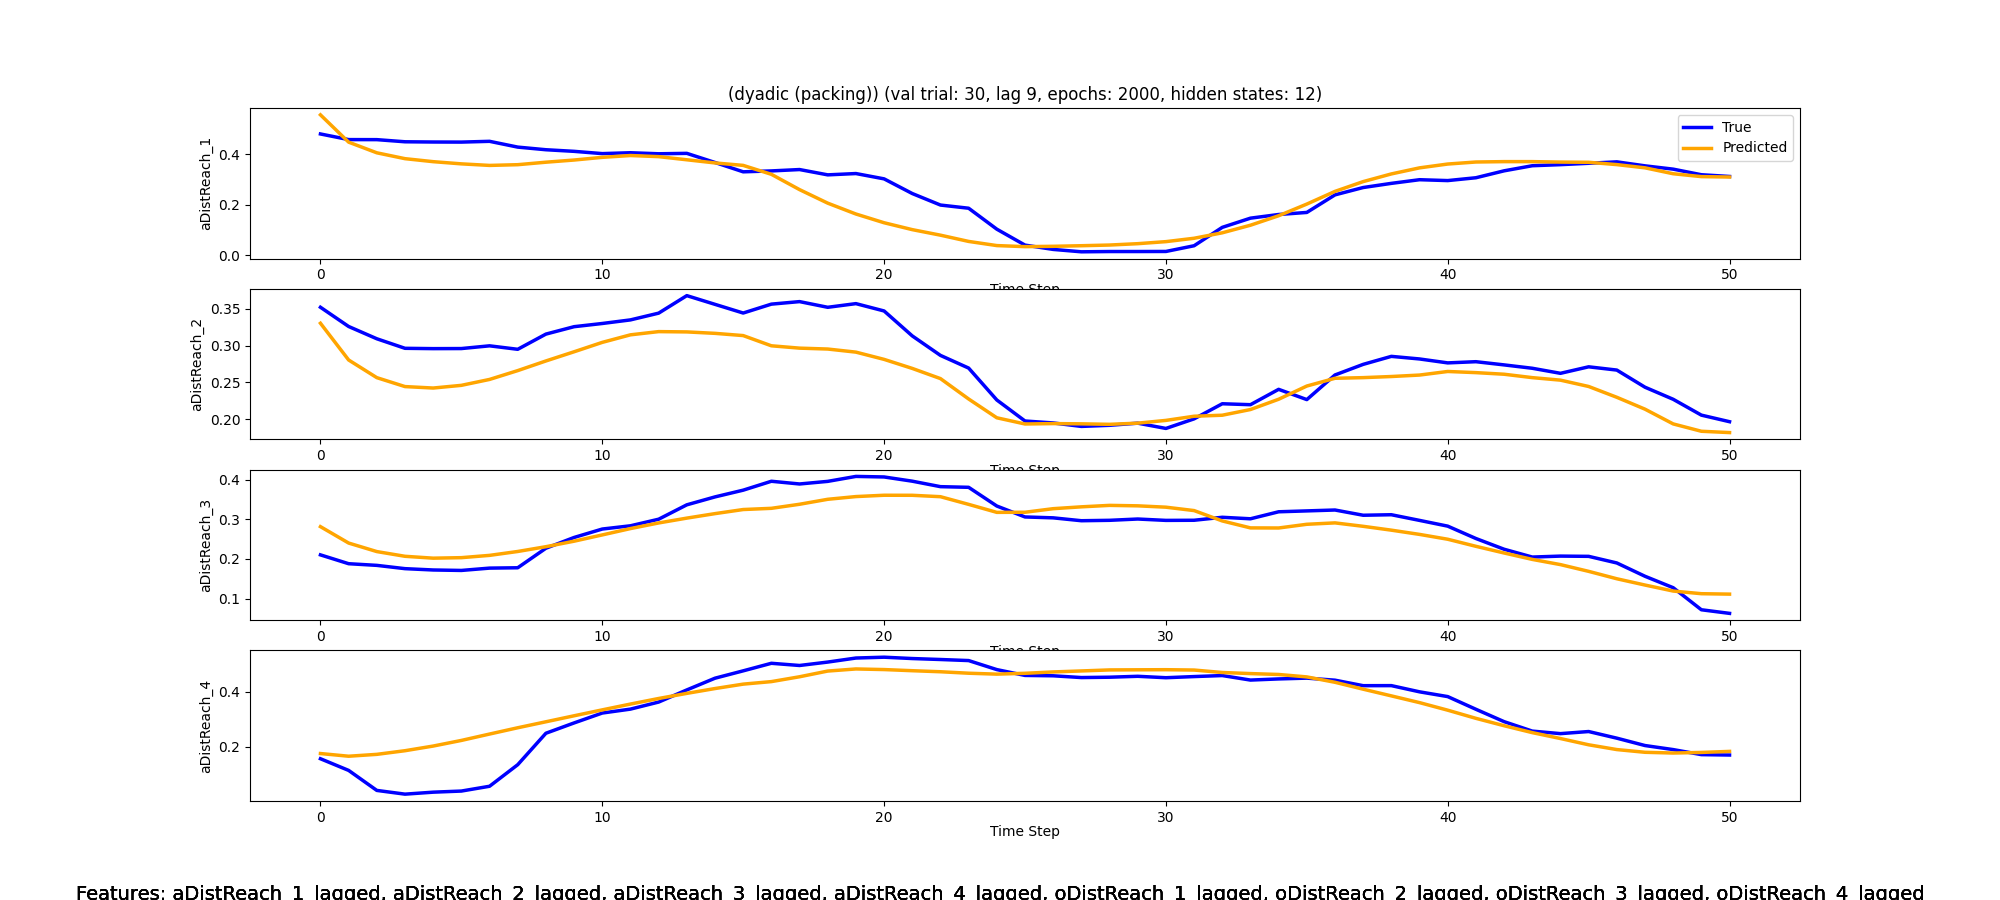 (dyadic (packing)) (val trial: 30, lag 9, epochs: 2000, hidden states: 12)
True
Predicted
aDistReach_1
0.4
0.2
0.0
0 10 20 30 40 50
Time Step
aDistReach_2
0.35
0.30
0.25
0.20
0 10 20 30 40 50
Time Step
aDistReach_3
0.4
0.3
0.2
0.1
0 10 20 30 40 50
Time Step
aDistReach_4
0.4
0.2
0 10 20 30 40 50
Time Step
Features: aDistReach_1_lagged, aDistReach_2_lagged, aDistReach_3_lagged, aDistReach_4_lagged, oDistReach_1_lagged, oDistReach_2_lagged, oDistReach_3_lagged, oDistReach_4_lagged